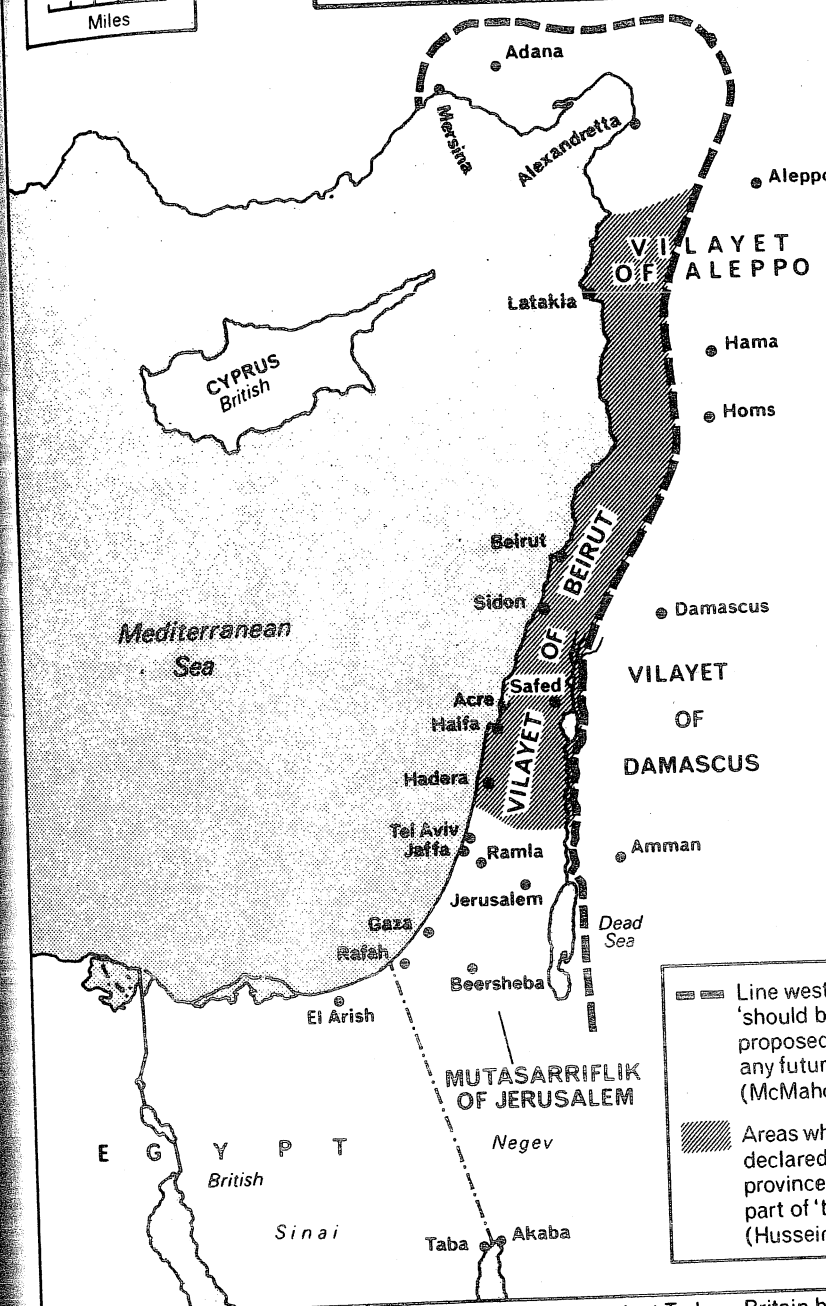 Miles
Adana
Mersina
Alexandretta
Aleppo
VILAYET
OF ALEPPO
Latakia
Hama
CYPRUS
British
Homs
Beirut
Sidon
Damascus
Mediterranean
Sea
VILAYET OF BEIRUT
Safed
Acre
Haifa
VILAYET
OF
DAMASCUS
Hadera
Tel Aviv
Jaffa
Ramla
Amman
Jerusalem
Gaza
Dead
Sea
Rafah
Beersheba
El Arish
Line west
'should b
proposed
any futur
(McMaho
MUTASARRIFLIK
OF JERUSALEM
EGYPT
British
Negev
Sinai
Areas wh
declared
province
part of 't
(Hussein
Taba
Akaba